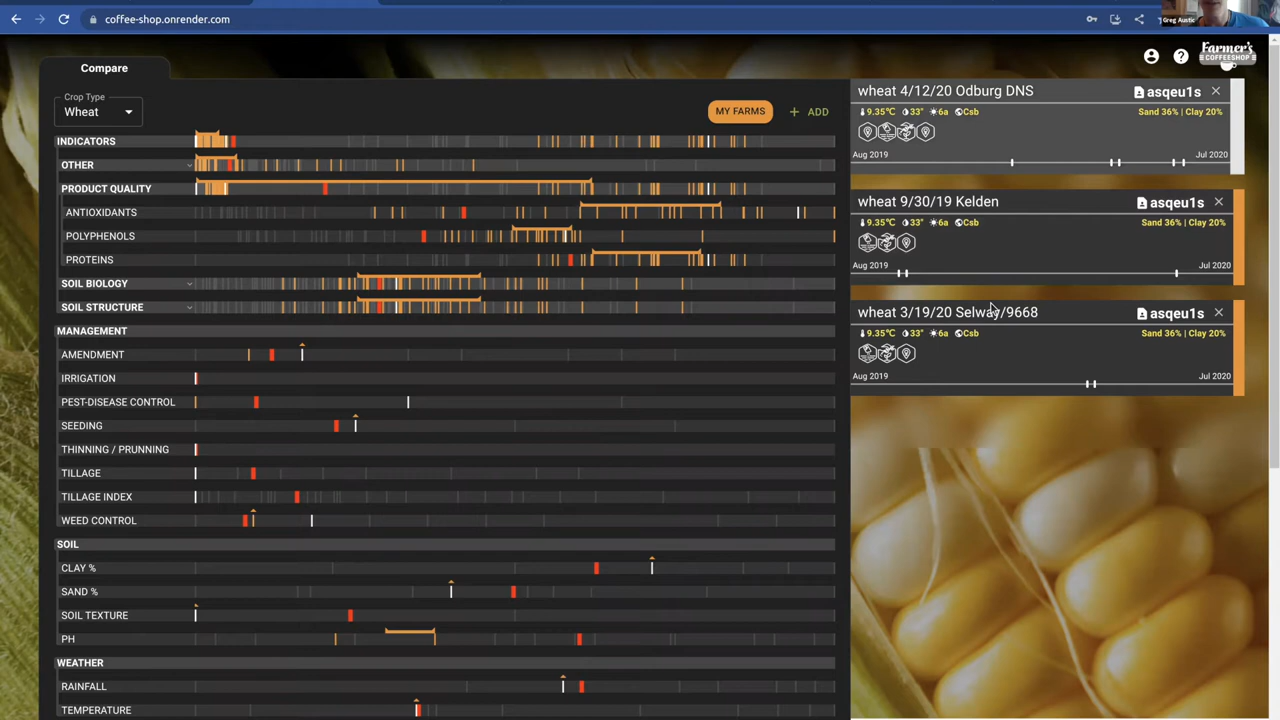 coffee-shop.onrender.com
Greg Austic
Farmer's
COFFEESHOP
Compare
Crop Type
Wheat
MY FARMS
+ ADD
INDICATORS
OTHER
PRODUCT QUALITY
ANTIOXIDANTS
POLYPHENOLS
PROTEINS
SOIL BIOLOGY
SOIL STRUCTURE
MANAGEMENT
AMENDMENT
IRRIGATION
PEST-DISEASE CONTROL
SEEDING
THINNING / PRUNNING
TILLAGE
TILLAGE INDEX
WEED CONTROL
SOIL
CLAY %
SAND %
SOIL TEXTURE
PH
WEATHER
RAINFALL
TEMPERATURE
wheat 4/12/20 Odburg DNS asqeu1s
9.35℃ 33" 6a Csb Sand 36% | Clay 20%
Aug 2019 Jul 2020
wheat 9/30/19 Kelden asqeu1s
9.35℃ 33" 6a Csb Sand 36% | Clay 20%
Aug 2019 Jul 2020
wheat 3/19/20 Selway/9668 asqeu1s
9.35℃ 33" 6a Csb Sand 36% | Clay 20%
Aug 2019 Jul 2020